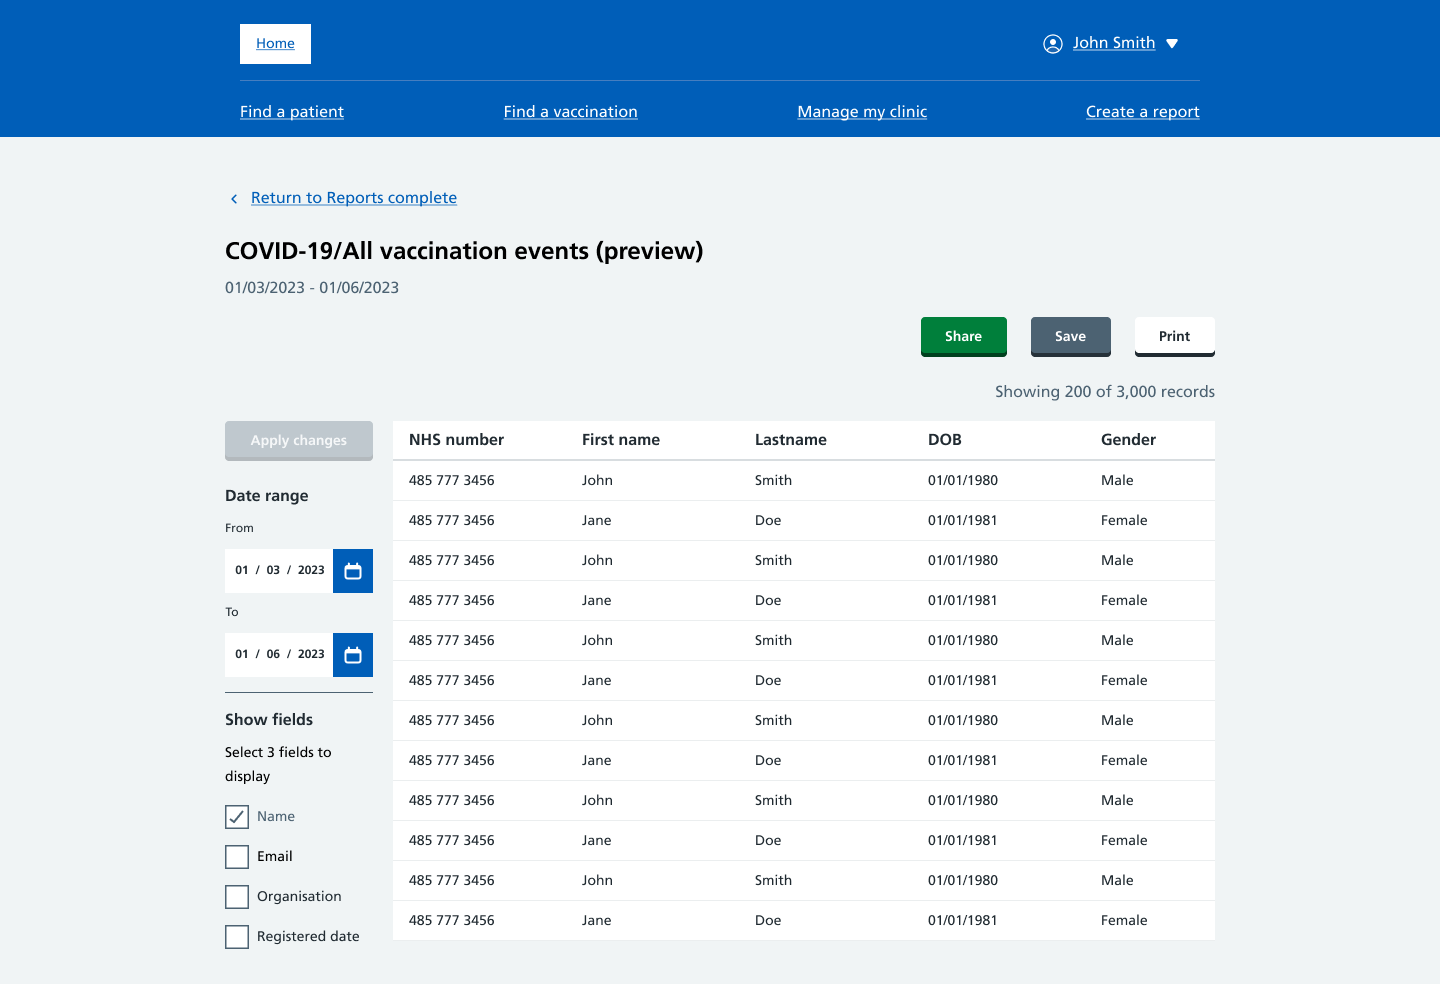 Home
John Smith
Find a patient Find a vaccination Manage my clinic Create a report
Return to Reports complete
COVID-19/All vaccination events (preview)
01/03/2023 - 01/06/2023
Share Save Print
Showing 200 of 3,000 records
Apply changes
Date range
From
01 / 03 / 2023
To
01 / 06 / 2023
Show fields
Select 3 fields to
display
Name
Email
Organisation
Registered date
NHS number First name Lastname DOB Gender
485 777 3456 John Smith 01/01/1980 Male
485 777 3456 Jane Doe 01/01/1981 Female
485 777 3456 John Smith 01/01/1980 Male
485 777 3456 Jane Doe 01/01/1981 Female
485 777 3456 John Smith 01/01/1980 Male
485 777 3456 Jane Doe 01/01/1981 Female
485 777 3456 John Smith 01/01/1980 Male
485 777 3456 Jane Doe 01/01/1981 Female
485 777 3456 John Smith 01/01/1980 Male
485 777 3456 Jane Doe 01/01/1981 Female
485 777 3456 John Smith 01/01/1980 Male
485 777 3456 Jane Doe 01/01/1981 Female